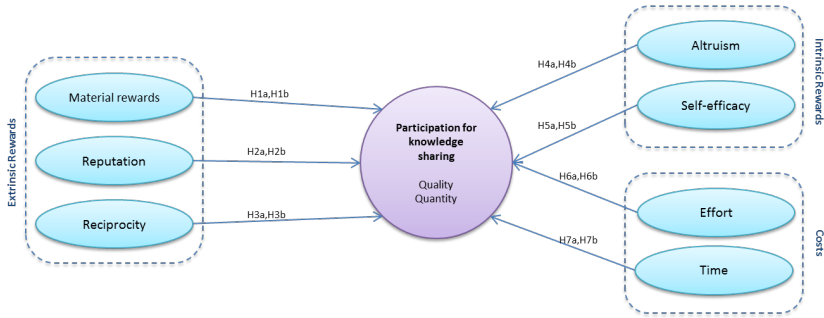 Extrinsic Rewards
Material rewards
Reputation
Reciprocity
H1a,H1b
H2a,H2b
H3a,H3b
Participation for
knowledge
sharing
Quality
Quantity
H4a,H4b
H5a,H5b
H6a,H6b
H7a,H7b
Altruism
Self-efficacy
Intrinsic Rewards
Effort
Time
Costs